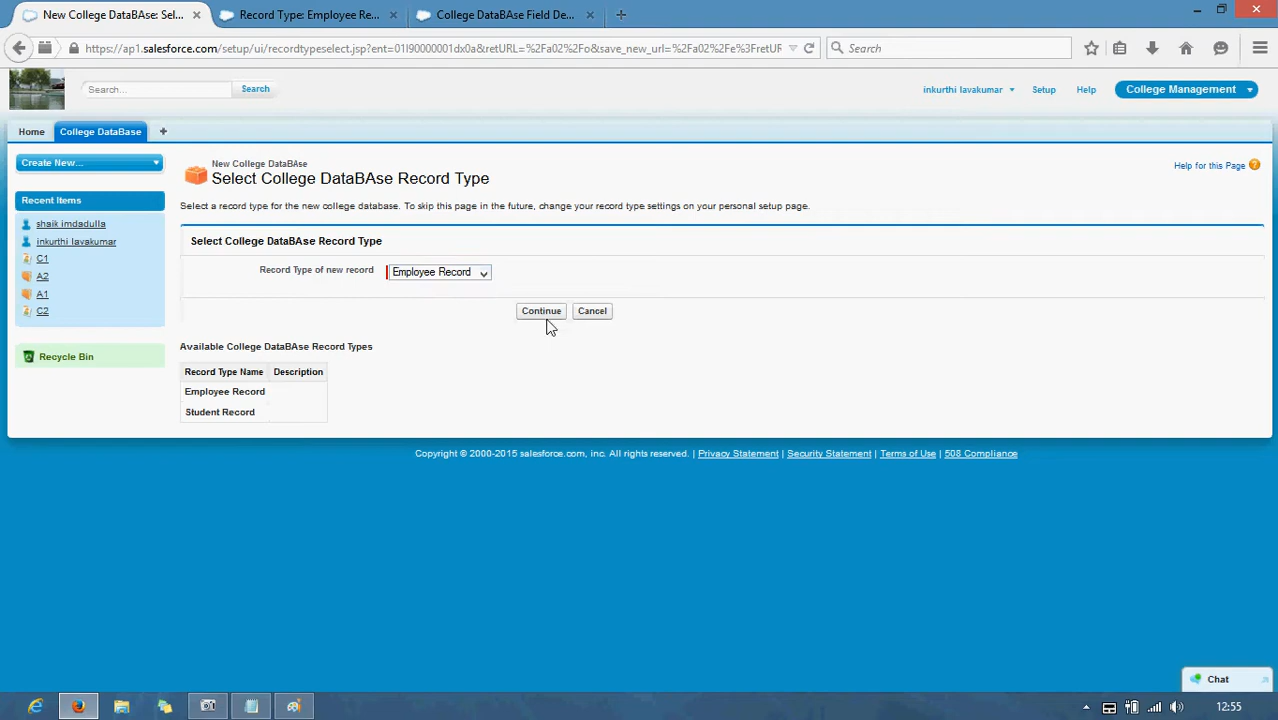 New College DataBAse: Sel...
Record Type: Employee Re...
College DataBAse Field De...
https://ap1.salesforce.com/setup/ui/recordtypeselect.jsp?ent=01I90000001dx0a&retURL=%2Fa02%2Fo&save_new_url=%2Fa02%2Fe%3FretUR
Search
Search...
Search
inkurthi lavakumar
Setup
Help
College Management
Home
College DataBase
Create New...
New College DataBAse
Select College DataBAse Record Type
Help for this Page
Recent Items
shaik imdadulla
inkurthi lavakumar
C1
A2
A1
C2
Recycle Bin
Select a record type for the new college database. To skip this page in the future, change your record type settings on your personal setup page.
Select College DataBAse Record Type
Record Type of new record
Employee Record
Continue
Cancel
Available College DataBAse Record Types
Record Type Name
Description
Employee Record
Student Record
Copyright © 2000-2015 salesforce.com, inc. All rights reserved. | Privacy Statement | Security Statement | Terms of Use | 508 Compliance
Chat
12:55